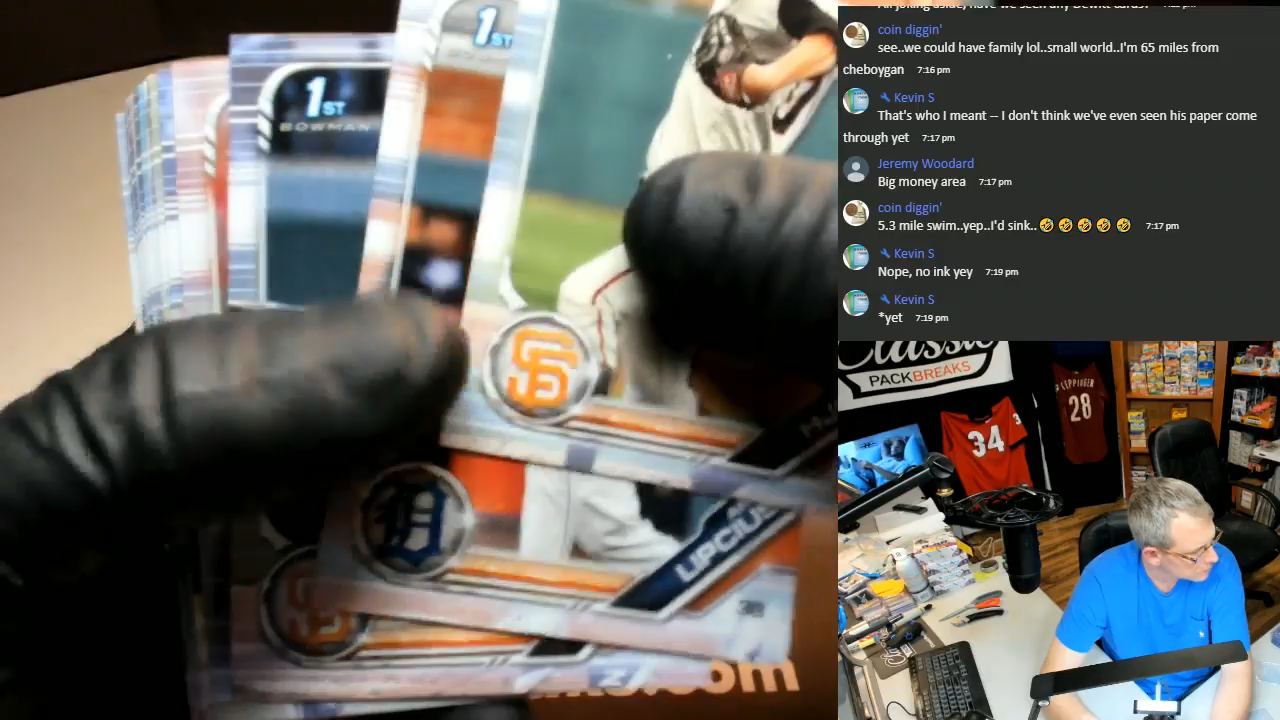 1ST
1ST
BOWMAN
SF
D
UPCIUS
SF
.com
coin diggin'
see..we could have family lol..small world..I'm 65 miles from
cheboygan 7:16 pm
Kevin S
That's who I meant – I don't think we've even seen his paper come
through yet 7:17 pm
Jeremy Woodard
Big money area 7:17 pm
coin diggin'
5.3 mile swim..yep..I'd sink.. 🤣 🤣 🤣 🤣 🤣 7:17 pm
Kevin S
Nope, no ink yey 7:19 pm
Kevin S
*yet 7:19 pm
Classic
PACKBREAKS
34
LEPPINGER
28